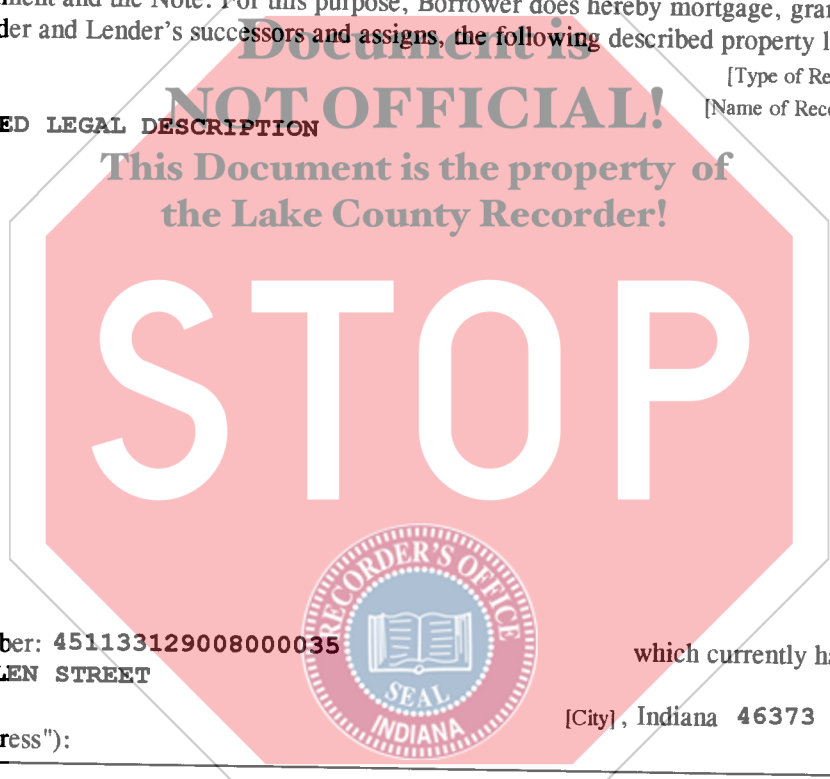 ment and the Note. For this purpose, Borrower does hereby mortgage, gran
der and Lender's successors and assigns, the following described property l
Document is
[Type of Re
NOT OFFICIAL!
[Name of Reco
ED LEGAL DESCRIPTION
This Document is the property of
the Lake County Recorder!
STOP
RECORDER'S OFFICE
SEAL
INDIANA
ber: 451133129008000035
which currently ha
LEN STREET
[City], Indiana 46373
ress"):